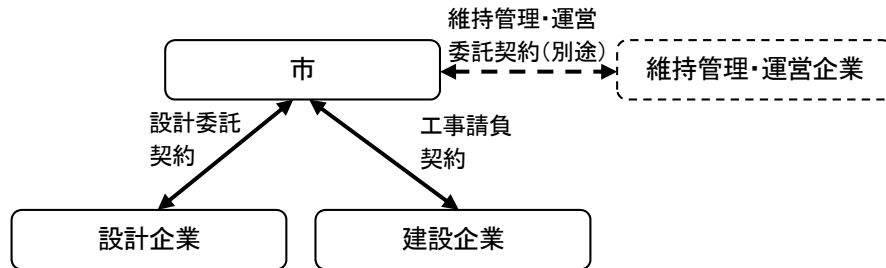 維持管理・運営
委託契約(別途)
市
維持管理・運営企業
設計委託
契約
工事請負
契約
設計企業
建設企業